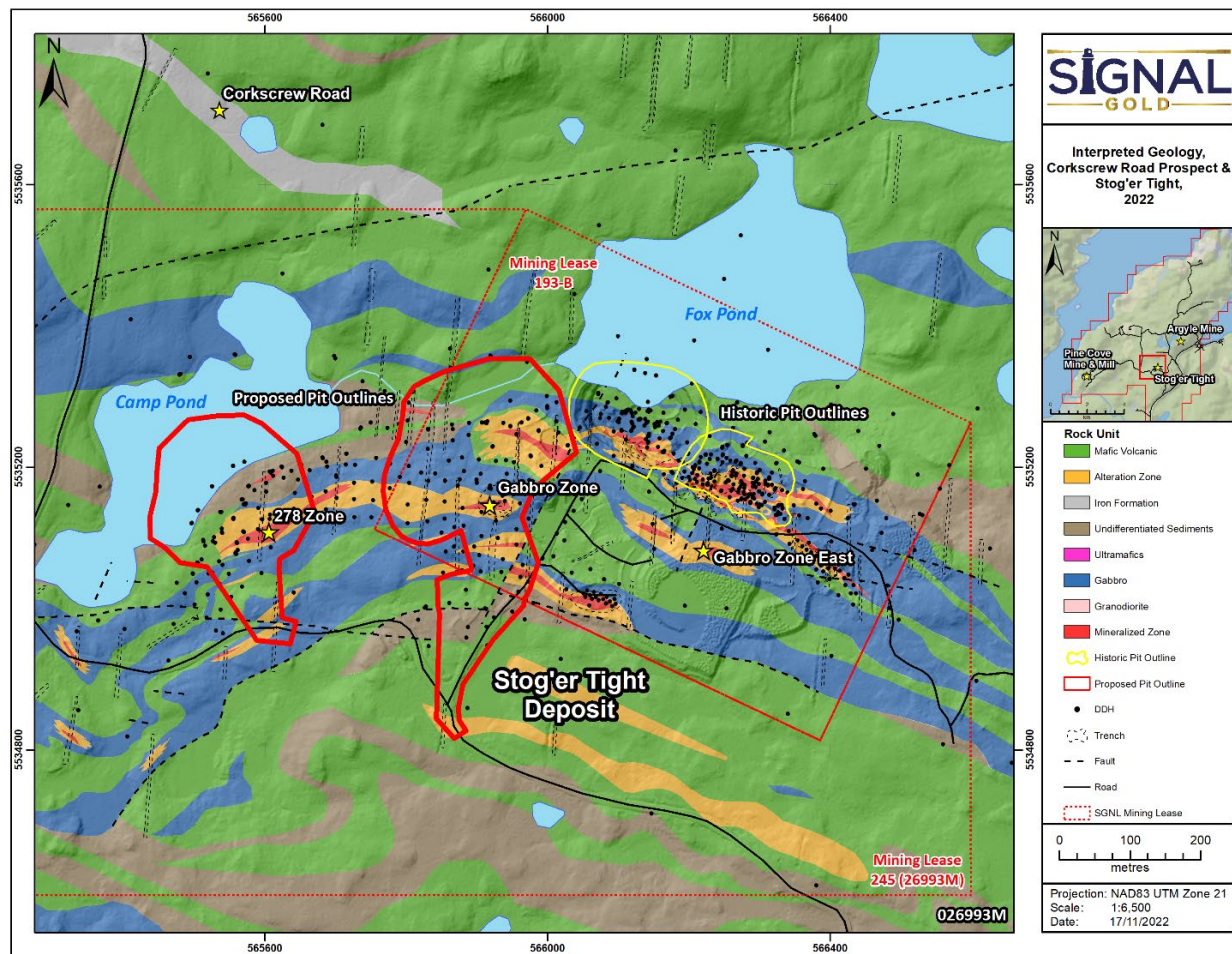 565600
566000
566400
N
Corkscrew Road
5535600
5535600
Mining Lease
193-B
Fox Pond
Camp Pond
Proposed Pit Outlines
Historic Pit Outlines
5535200
5535200
Gabbro Zone
278 Zone
Gabbro Zone East
Stog'er Tight
Deposit
5534800
5534800
Mining Lease
245 (26993M)
026993M
565600
566000
566400
SIGNAL
GOLD
Interpreted Geology,
Corkscrew Road Prospect &
Stog'er Tight,
2022
N
Argyle Mine
Pine Cove
Mine & Mill
Stog'er Tight
Rock Unit
Mafic Volcanic
Alteration Zone
Iron Formation
Undifferentiated Sediments
Ultramafics
Gabbro
Granodiorite
Mineralized Zone
Historic Pit Outline
Proposed Pit Outline
DDH
Trench
Fault
Road
SGNL Mining Lease
0 100 200
metres
Projection: NAD83 UTM Zone 21
Scale: 1:6,500
Date: 17/11/2022